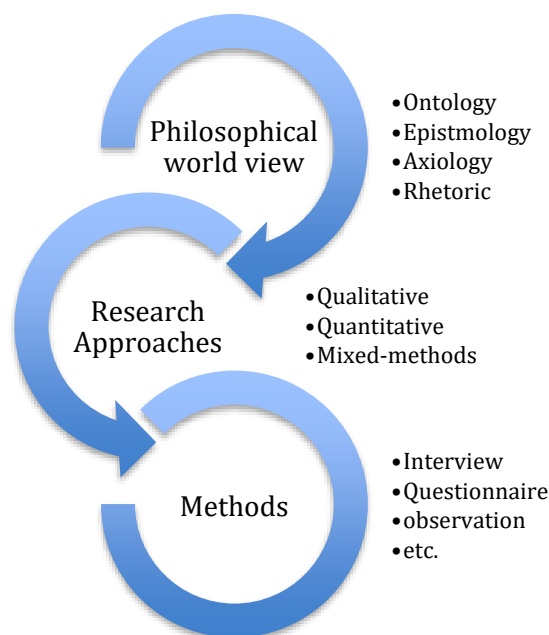 Philosophical
world view
•Ontology
•Epistmology
•Axiology
•Rhetoric
Research
Approaches
•Qualitative
•Quantitative
•Mixed-methods
Methods
•Interview
•Questionnaire
•observation
•etc.